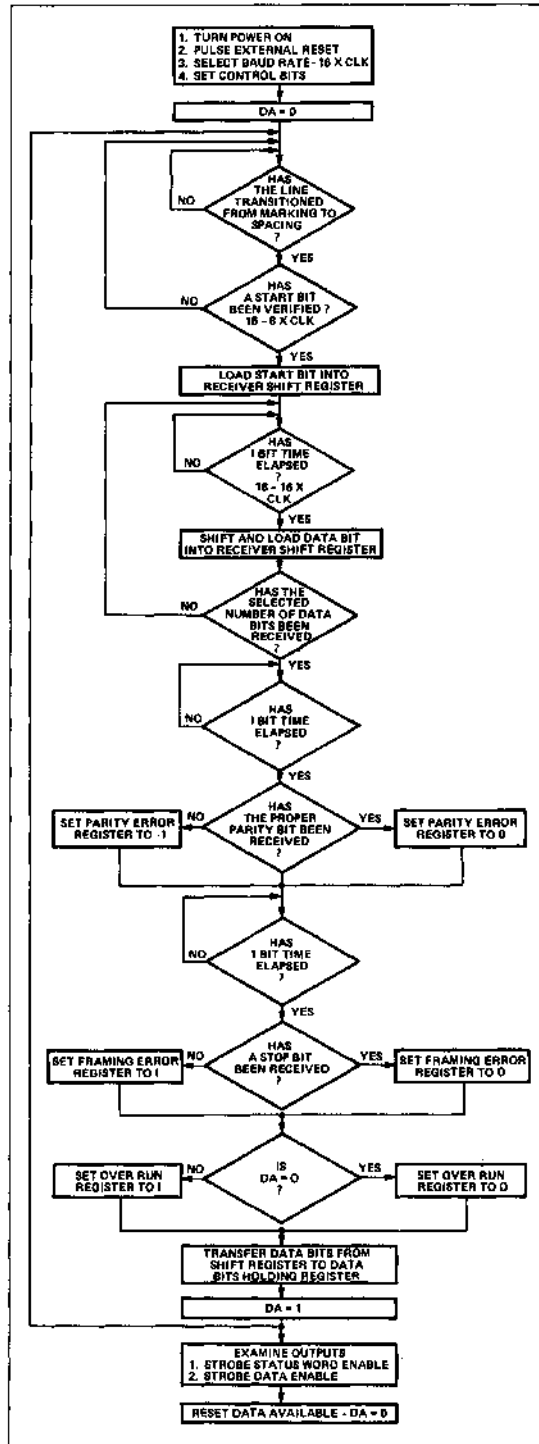 1. TURN POWER ON
2. PULSE EXTERNAL RESET
3. SELECT BAUD RATE - 16 X CLK
4. SET CONTROL BITS
DA = 0
HAS
THE LINE
TRANSITIONED
FROM MARKING TO
SPACING
?
NO
YES
HAS
A START BIT
BEEN VERIFIED ?
16 - 8 X CLK
NO
YES
LOAD START BIT INTO
RECEIVER SHIFT REGISTER
HAS
1 BIT TIME
ELAPSED
?
16 - 16 X
CLK
NO
YES
SHIFT AND LOAD DATA BIT
INTO RECEIVER SHIFT REGISTER
HAS THE
SELECTED
NUMBER OF DATA
BITS BEEN
RECEIVED
?
NO
YES
HAS
1 BIT TIME
ELAPSED
?
NO
YES
HAS
THE PROPER
PARITY BIT BEEN
RECEIVED
?
NO
YES
SET PARITY ERROR
REGISTER TO 1
SET PARITY ERROR
REGISTER TO 0
HAS
1 BIT TIME
ELAPSED
?
NO
YES
HAS
A STOP BIT
BEEN RECEIVED
?
NO
YES
SET FRAMING ERROR
REGISTER TO 1
SET FRAMING ERROR
REGISTER TO 0
IS
DA = 0
?
NO
YES
SET OVER RUN
REGISTER TO 1
SET OVER RUN
REGISTER TO 0
TRANSFER DATA BITS FROM
SHIFT REGISTER TO DATA
BITS HOLDING REGISTER
DA = 1
EXAMINE OUTPUTS
1. STROBE STATUS WORD ENABLE
2. STROBE DATA ENABLE
RESET DATA AVAILABLE - DA = 0